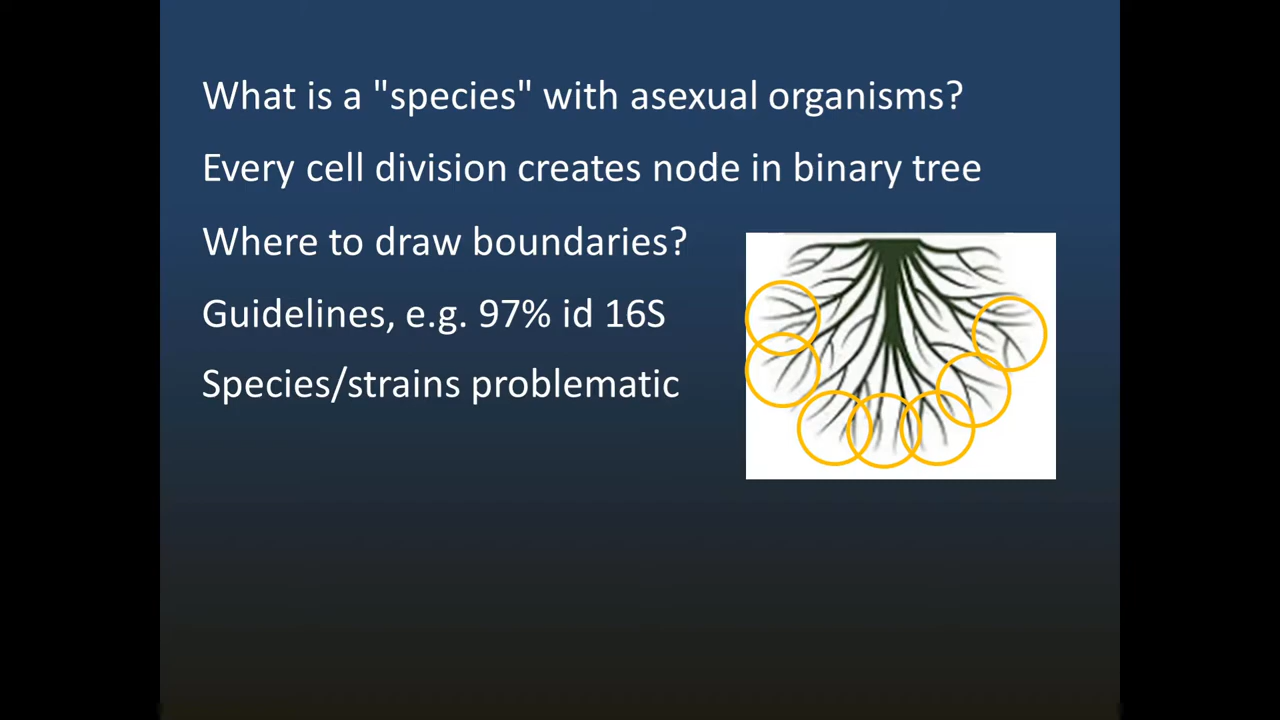 What is a "species" with asexual organisms?
Every cell division creates node in binary tree
Where to draw boundaries?
Guidelines, e.g. 97% id 16S
Species/strains problematic